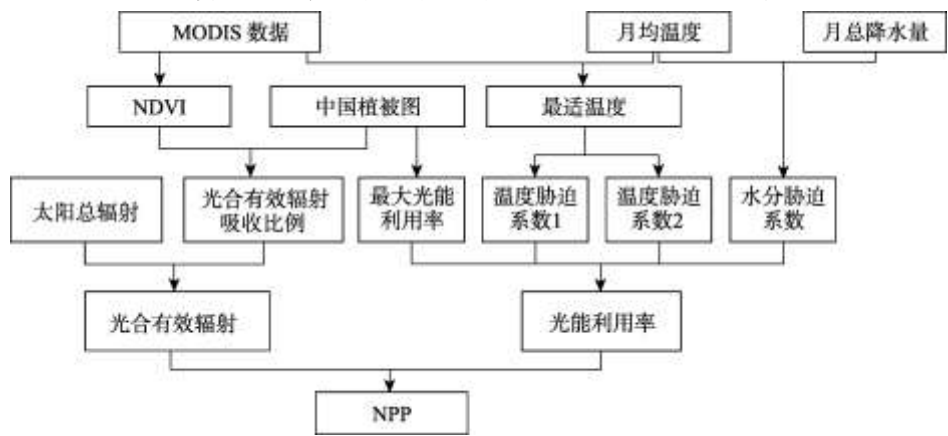 MODIS 数据
月均温度
月总降水量
NDVI
中国植被图
最适温度
太阳总辐射
光合有效辐射
吸收比例
最大光能
利用率
温度胁迫
系数1
温度胁迫
系数2
水分胁迫
系数
光合有效辐射
光能利用率
NPP